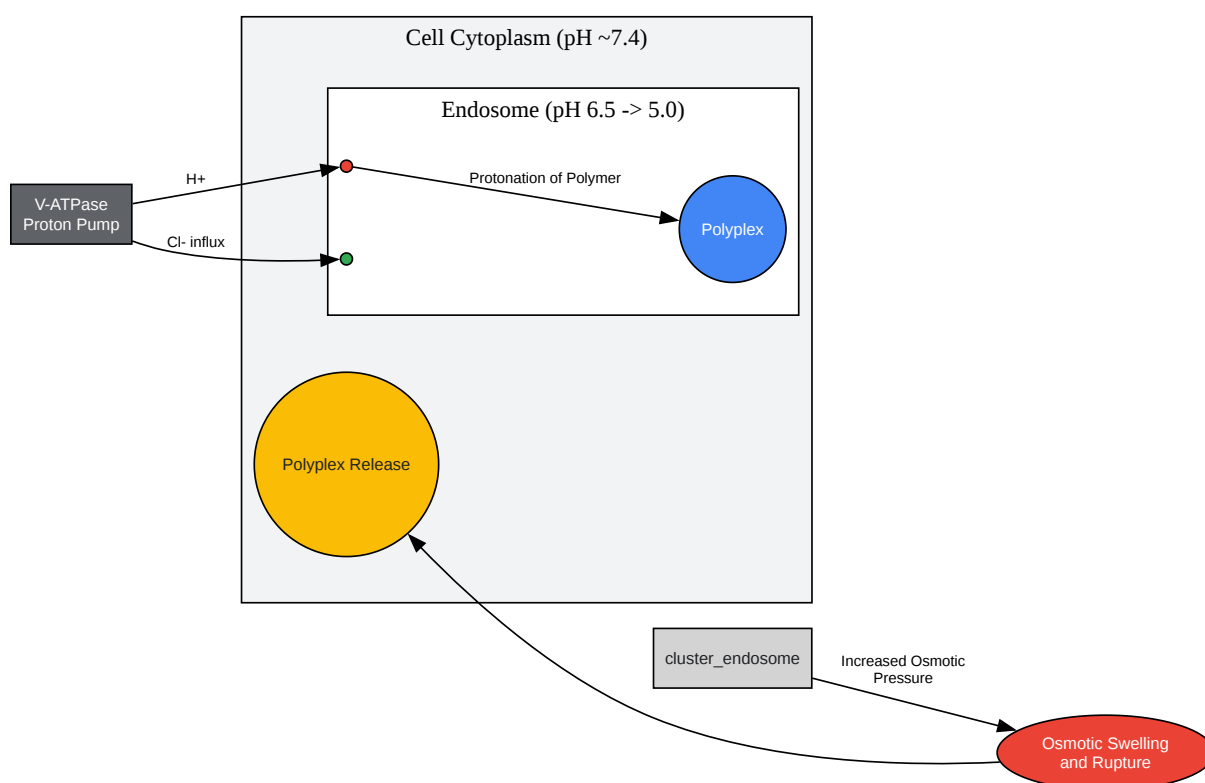 Cell Cytoplasm (pH ~7.4)
Endosome (pH 6.5 -> 5.0)
H+
Protonation of Polymer
V-ATPase
Proton Pump
Polyplex
Cl- influx
Polyplex Release
cluster_endosome
Increased Osmotic
Pressure
Osmotic Swelling
and Rupture